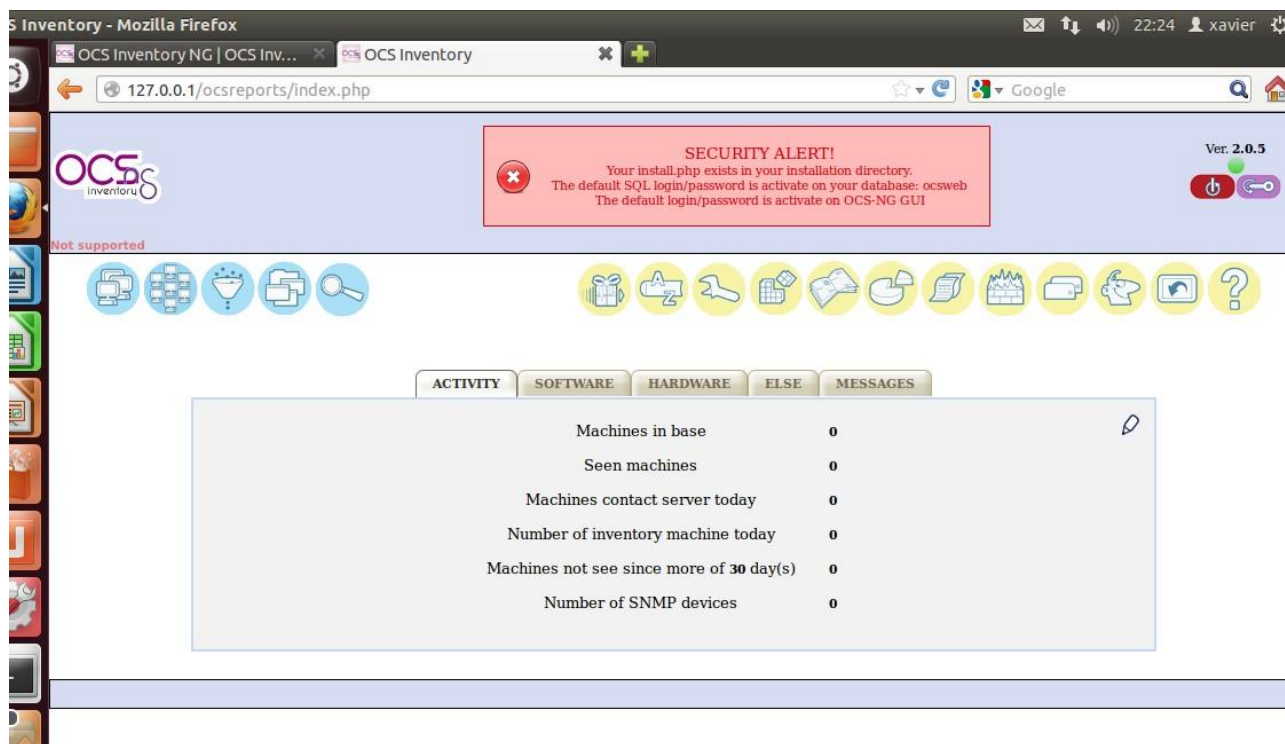 S Inventory - Mozilla Firefox
22:24 xavier
OCS Inventory NG | OCS Inv...
OCS Inventory
127.0.0.1/ocsreports/index.php
Google
OCS
inventory
Not supported
SECURITY ALERT!
Your install.php exists in your installation directory.
The default SQL login/password is activate on your database: ocsweb
The default login/password is activate on OCS-NG GUI
Ver. 2.0.5
ACTIVITY SOFTWARE HARDWARE ELSE MESSAGES
Machines in base 0
Seen machines 0
Machines contact server today 0
Number of inventory machine today 0
Machines not see since more of 30 day(s) 0
Number of SNMP devices 0